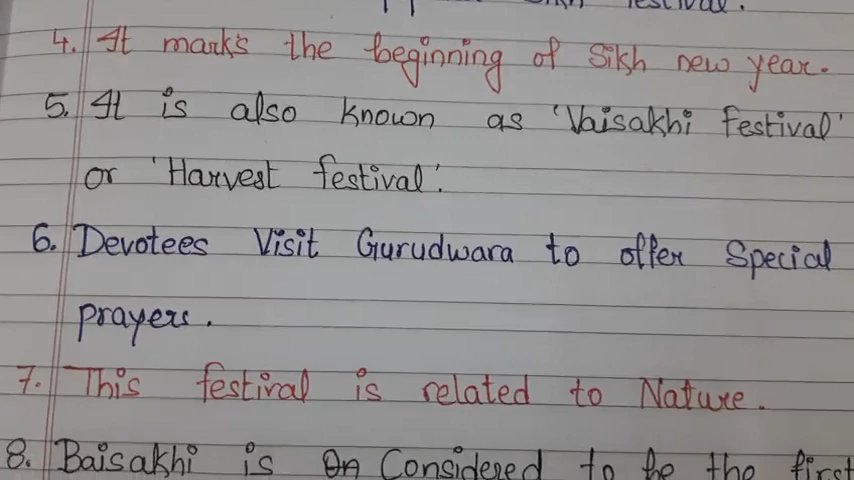 festival.
4. It marks the beginning of Sikh new year.
5. It is also known as 'Vaisakhi festival'
or 'Harvest festival'.
6. Devotees Visit Gurudwara to offer Special
prayers.
7. This festival is related to Nature.
8. Baisakhi is Considered to be the first